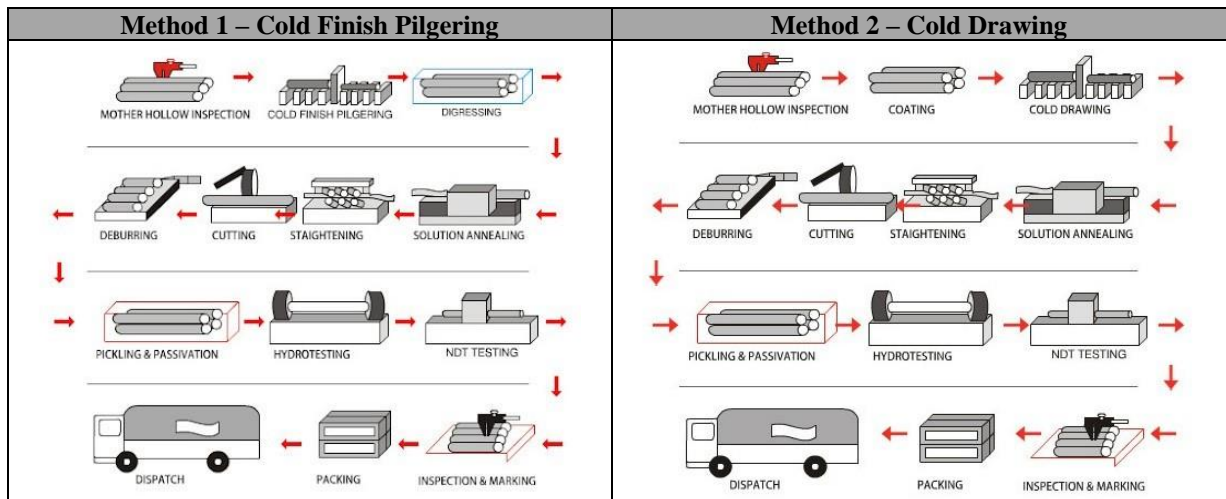 Method 1 – Cold Finish Pilgering
MOTHER HOLLOW INSPECTION
COLD FINISH PILGERING
DIGRESSING
DEBURRING
CUTTING
STAIGHTENING
SOLUTION ANNEALING
PICKLING & PASSIVATION
HYDROTESTING
NDT TESTING
DISPATCH
PACKING
INSPECTION & MARKING
Method 2 – Cold Drawing
MOTHER HOLLOW INSPECTION
COATING
COLD DRAWING
DEBURRING
CUTTING
STAIGHTENING
SOLUTION ANNEALING
PICKLING & PASSIVATION
HYDROTESTING
NDT TESTING
DISPATCH
PACKING
INSPECTION & MARKING